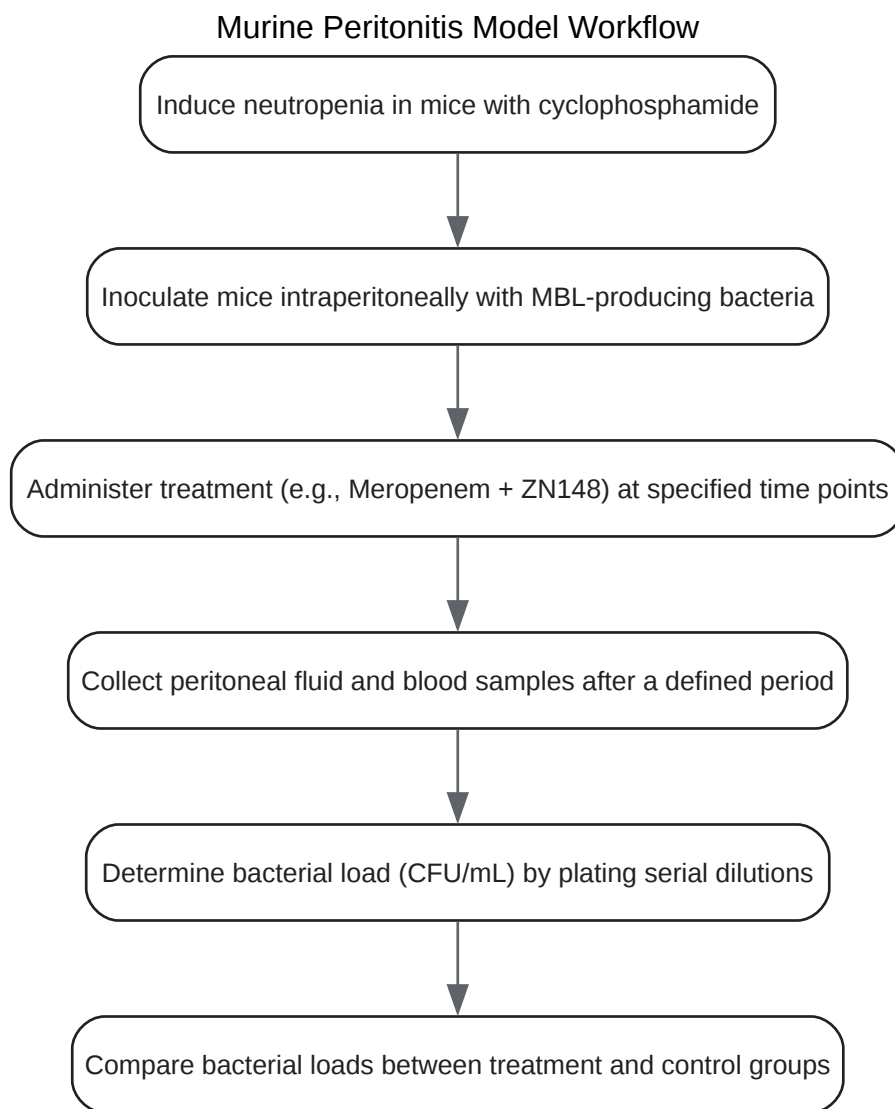 Murine Peritonitis Model Workflow
Induce neutropenia in mice with cyclophosphamide
Inoculate mice intraperitoneally with MBL-producing bacteria
Administer treatment (e.g., Meropenem + ZN148) at specified time points
Collect peritoneal fluid and blood samples after a defined period
Determine bacterial load (CFU/mL) by plating serial dilutions
Compare bacterial loads between treatment and control groups